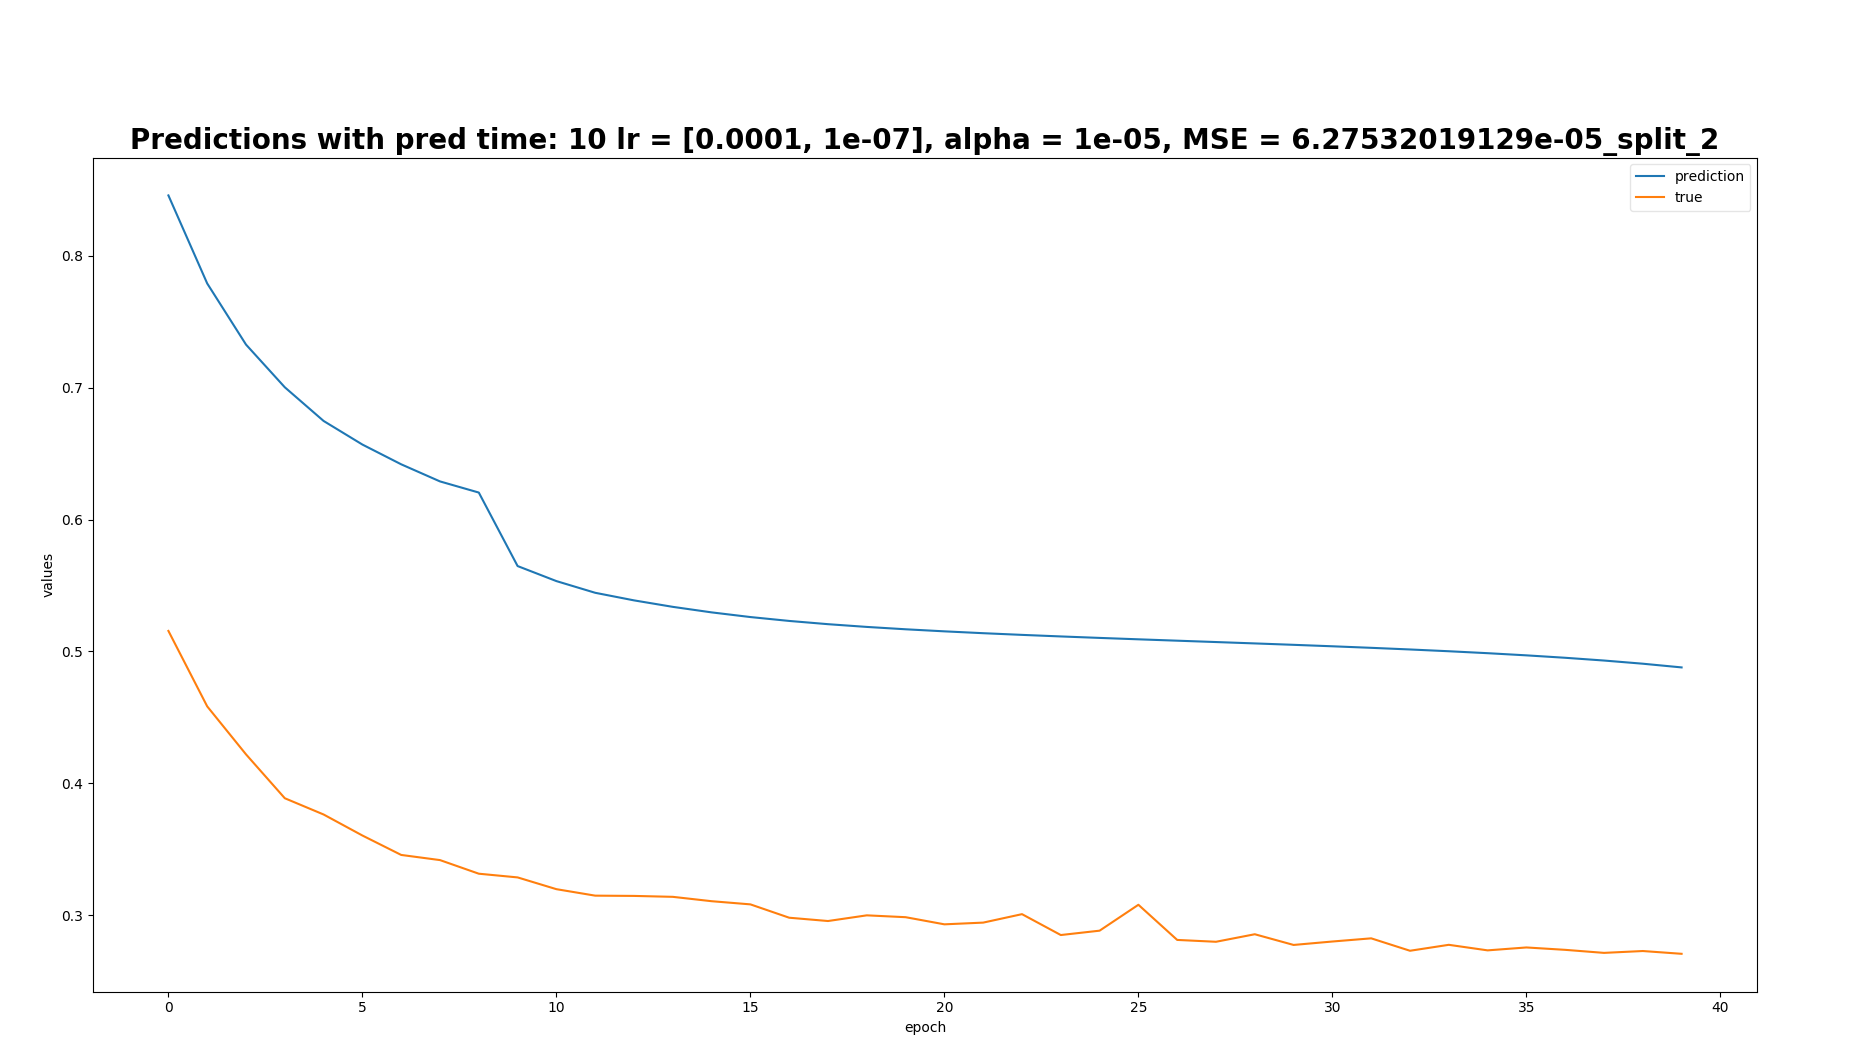 Predictions with pred time: 10 lr = [0.0001, 1e-07], alpha = 1e-05, MSE = 6.27532019129e-05_split_2
prediction
true
0.8
0.7
0.6
0.5
0.4
0.3
values
0 5 10 15 20 25 30 35 40
epoch